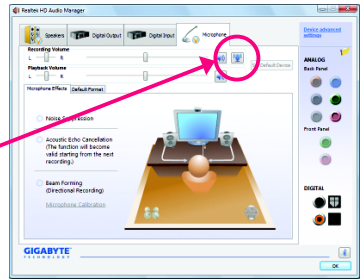 Realtek HD Audio Manager
Speakers
Digital Output
Digital Input
Microphone
Device advanced
settings
Recording Volume
L
R
Set Default Device
Playback Volume
L
R
ANALOG
Back Panel
Microphone Effects
Default Format
Noise Suppression
Acoustic Echo Cancellation
(The function will become
valid starting from the next
recording.)
Beam Forming
(Directional Recording)
Microphone Calibration
Front Panel
DIGITAL
GIGABYTE
TECHNOLOGY
OK